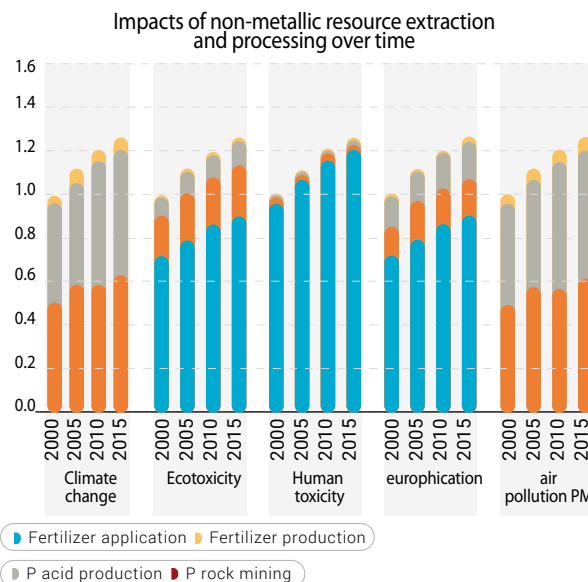 Impacts of non-metallic resource extraction
and processing over time
1.6
1.4
1.2
1.0
0.8
0.6
0.4
0.2
0.0
2000 2005 2010 2015 2000 2005 2010 2015 2000 2005 2010 2015 2000 2005 2010 2015 2000 2005 2010 2015
Climate Ecotoxicity Human europhication air
change toxicity pollution PM
Fertilizer application Fertilizer production
P acid production P rock mining